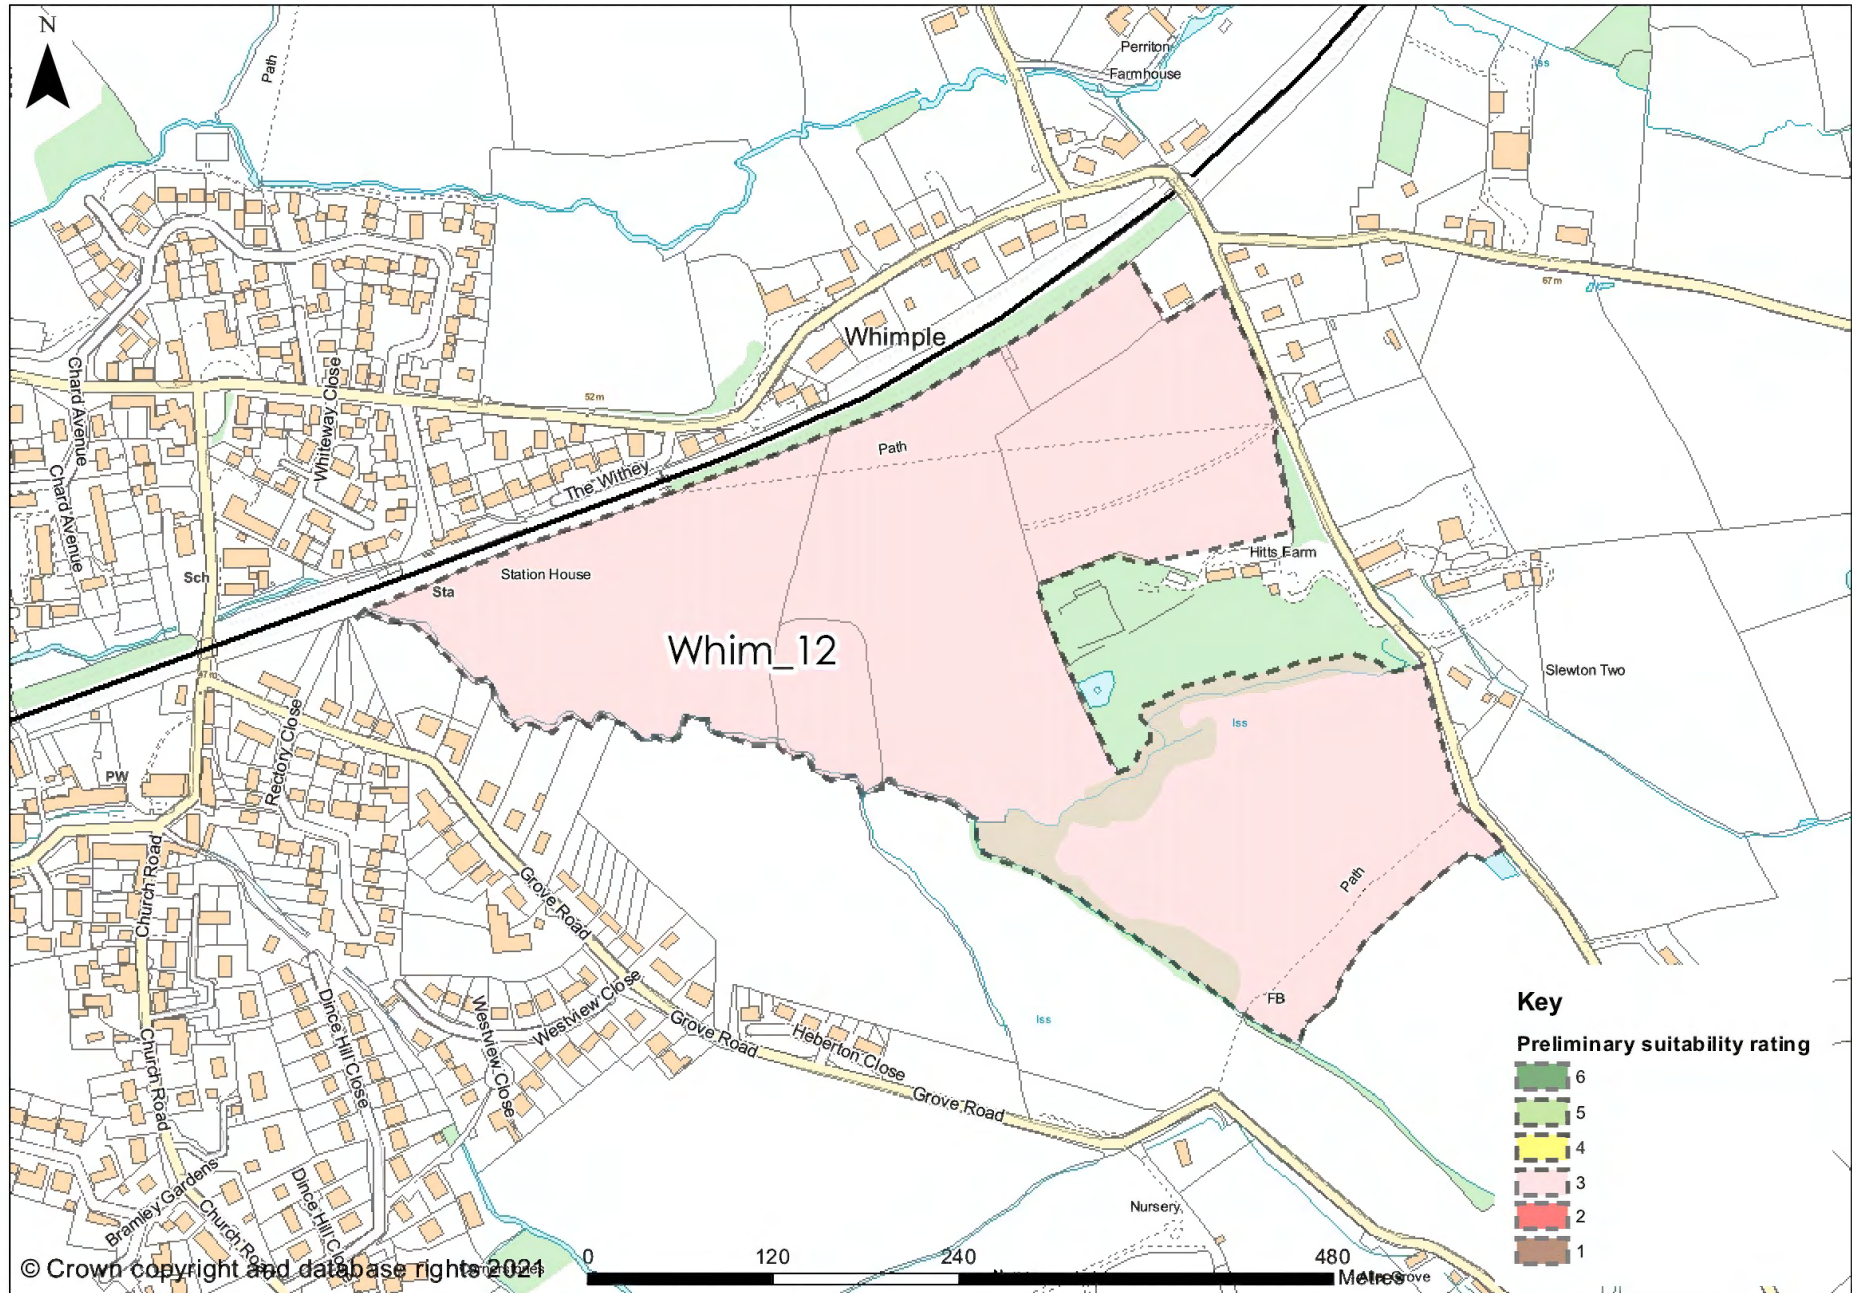 N
Path
Perriton
Farmhouse
Iss
67m
Whimple
52m
Chard Avenue
Whiteway Close
Path
Chard Avenue
The Withey
Hitts Farm
Sch
Station House
Sta
Whim_12
Slewton Two
Rectory Close
Iss
PW
Church Road
Grove Road
Path
FB
Dince Hill Close
Westview Close
Westview Close
Iss
Grove Road
Heberton Close
Church Road
Grove Road
Key
Preliminary suitability rating
6
5
4
3
2
1
Bramley Gardens
Church Road
Dince Hill Close
Nursery
© Crown copyright and database rights 2021
0 120 240 480
Metres